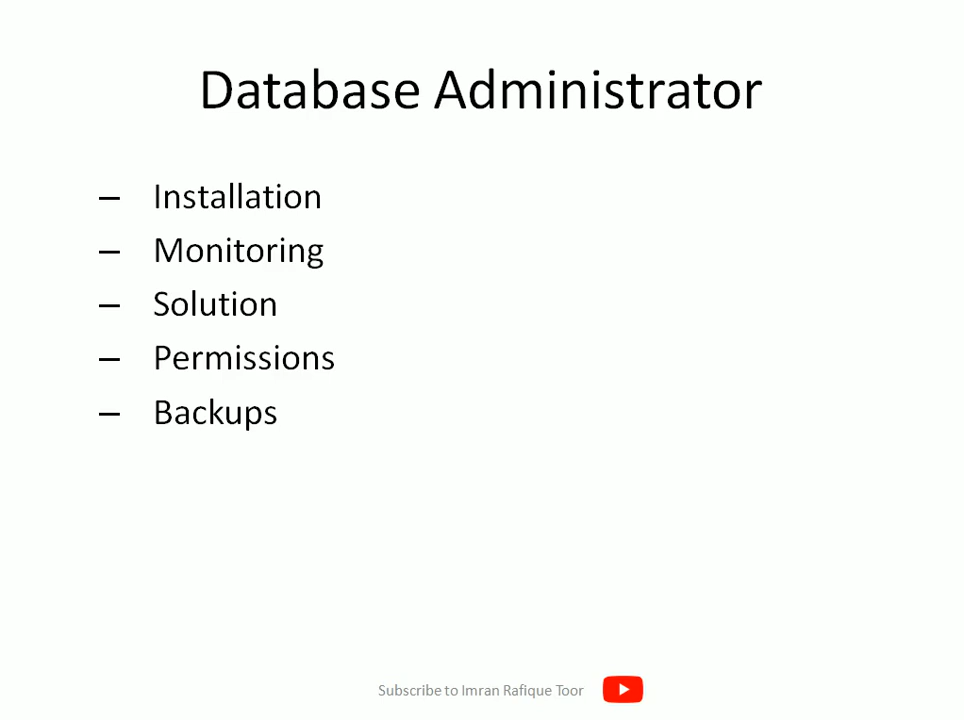 Database Administrator
– Installation
– Monitoring
– Solution
– Permissions
– Backups
Subscribe to Imran Rafique Toor